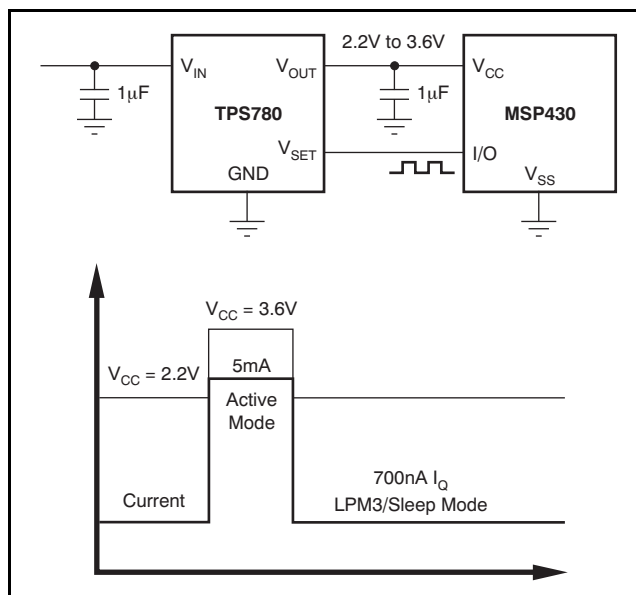 2.2V to 3.6V
V_IN
V_OUT
V_CC
1μF
TPS780
1μF
MSP430
V_SET
I/O
GND
V_SS
V_CC = 3.6V
V_CC = 2.2V
5mA
Active
Mode
700nA I_Q
Current
LPM3/Sleep Mode